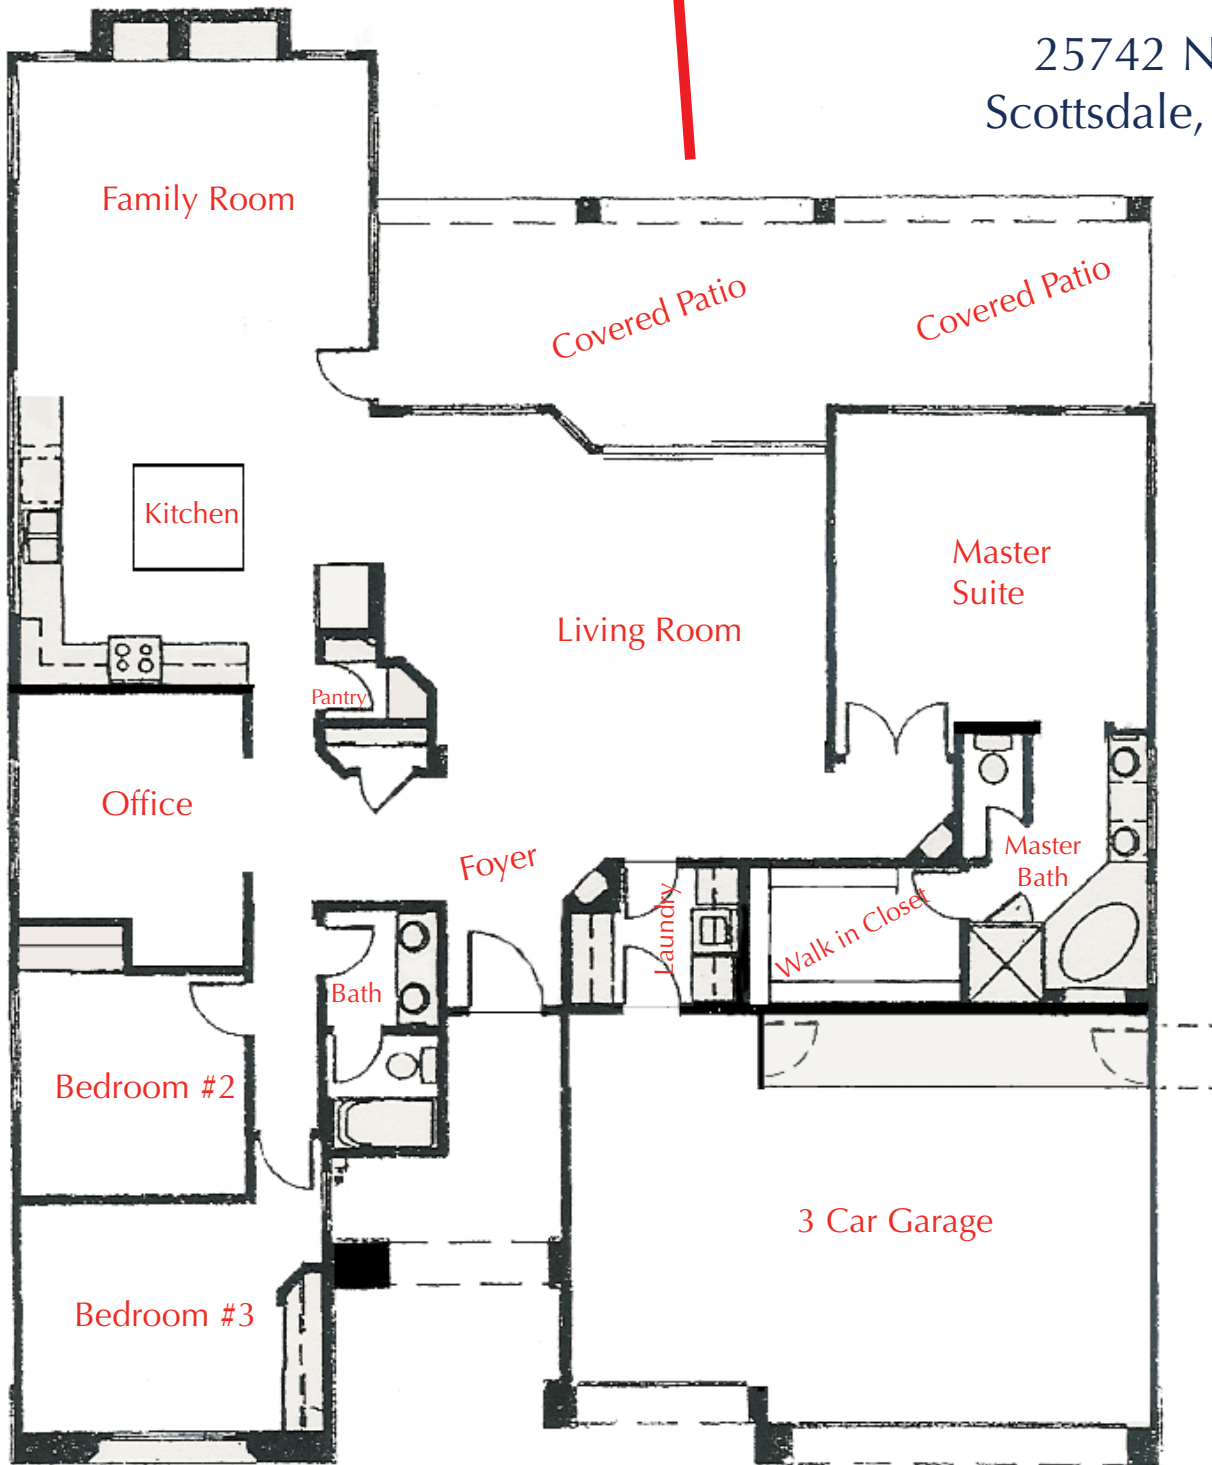 25742 N
Scottsdale,
Family Room
Covered Patio
Covered Patio
Kitchen
Master
Suite
Living Room
Pantry
Office
Foyer
Master
Bath
Laundry
Walk in Closet
Bath
Bedroom #2
3 Car Garage
Bedroom #3